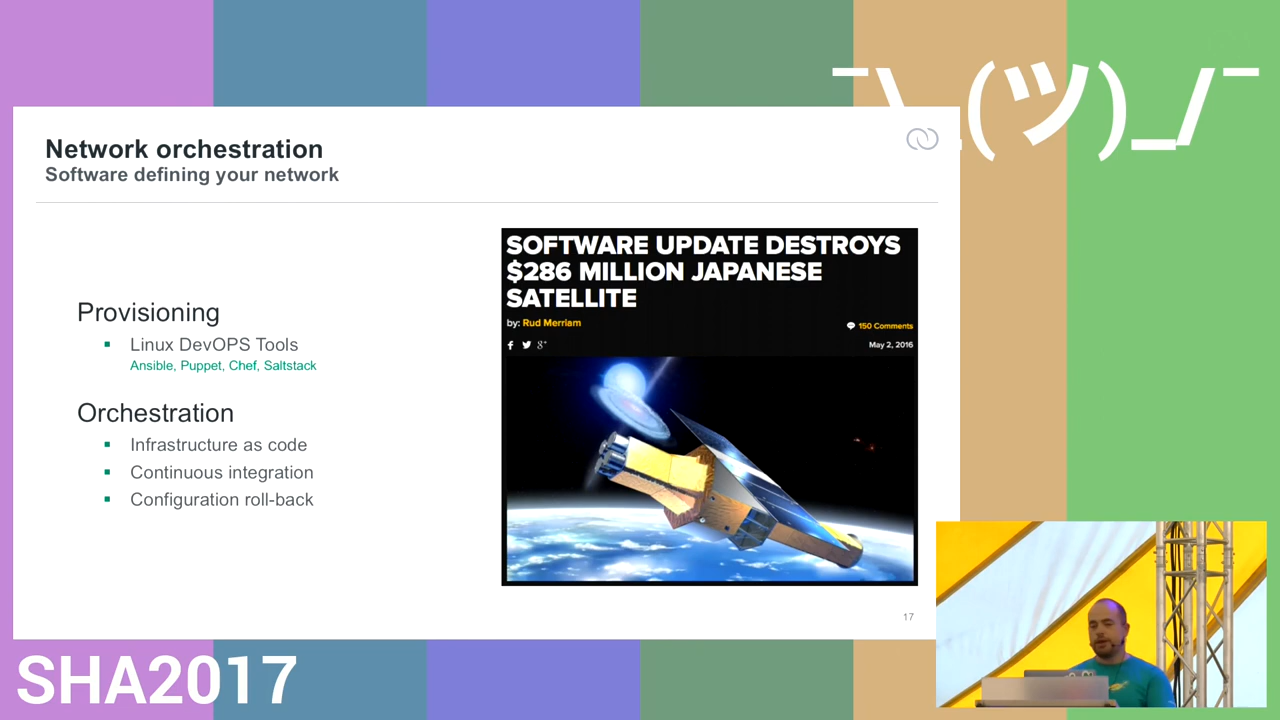 ¯\_(ツ)_/¯
Network orchestration
Software defining your network
Provisioning
Linux DevOPS Tools
Ansible, Puppet, Chef, Saltstack
Orchestration
Infrastructure as code
Continuous integration
Configuration roll-back
SOFTWARE UPDATE DESTROYS
$286 MILLION JAPANESE
SATELLITE
by: Rud Merriam
150 Comments
May 2, 2016
17
SHA2017